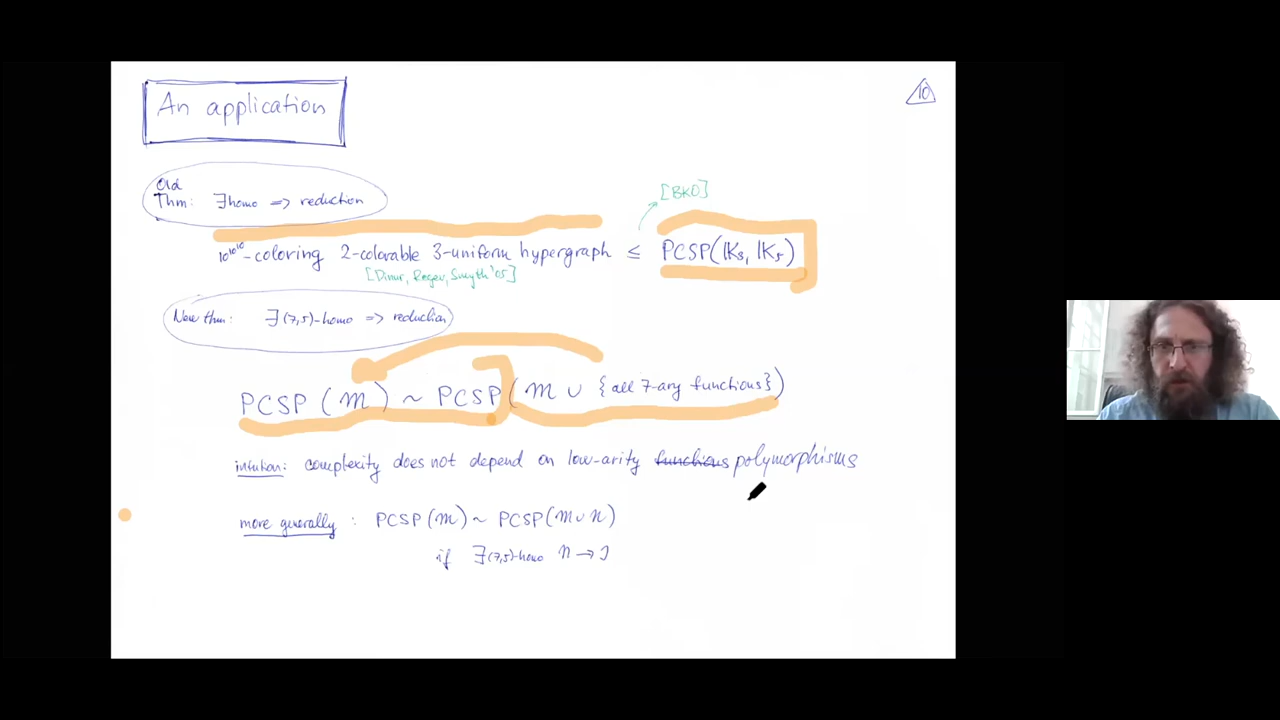 An application
10
Old
Thm: ∃homo => reduction
[BKO]
10^10^10-coloring 2-colorable 3-uniform hypergraph ≤ PCSP(K3, K5)
[Dinur, Regev, Smyth '05]
New thm: ∃(7,5)-homo => reduction
PCSP(M) ~ PCSP(M ∪ {all 7-ary functions})
intuition: complexity does not depend on low-arity functions polymorphisms
more generally: PCSP(M) ~ PCSP(M ∪ N)
if ∃(7,5)-homo N → I